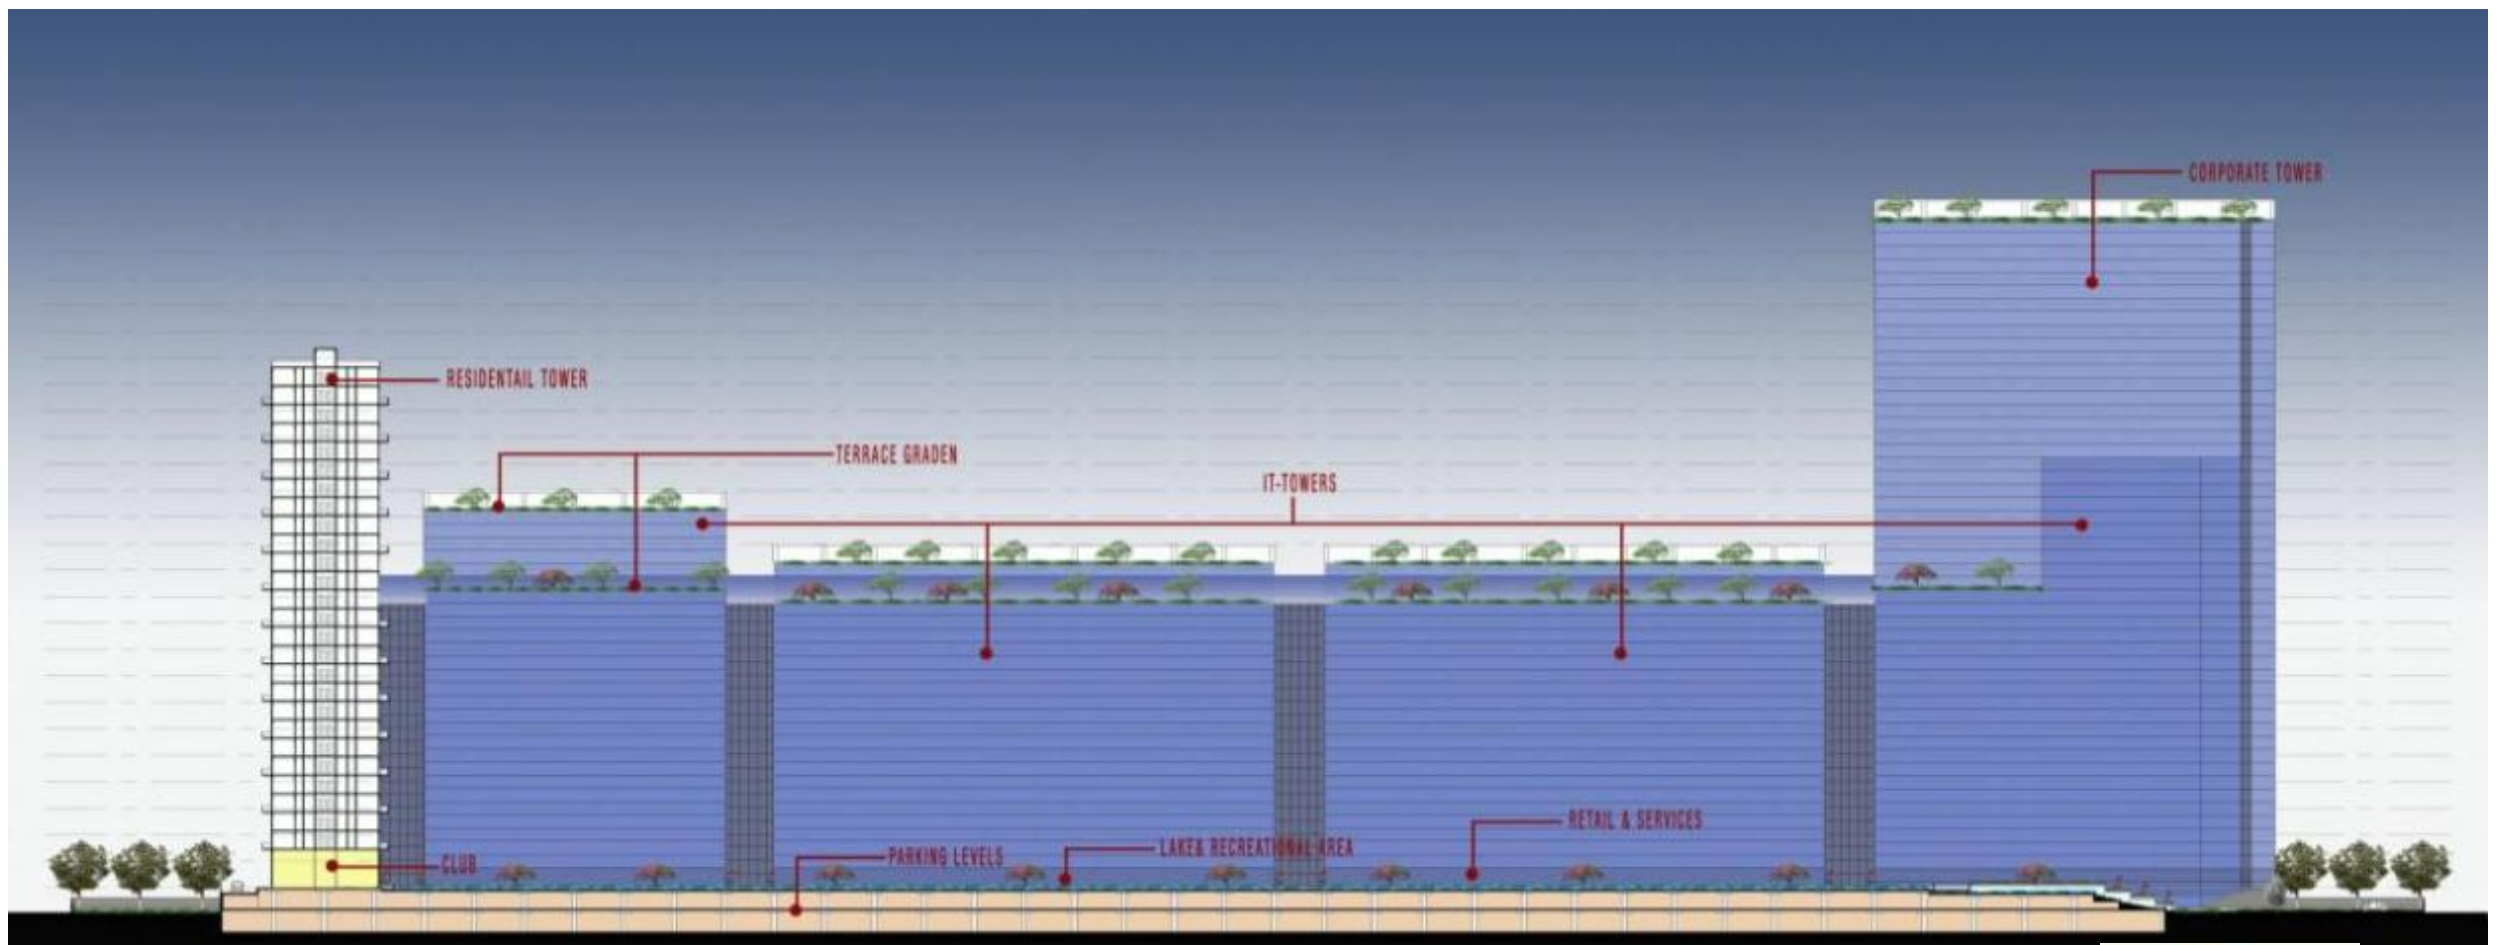 CORPORATE TOWER
RESIDENTAIL TOWER
TERRACE GRADEN
IT-TOWERS
RETAIL & SERVICES
LAKE& RECREATIONAL AREA
PARKING LEVELS
CLUB